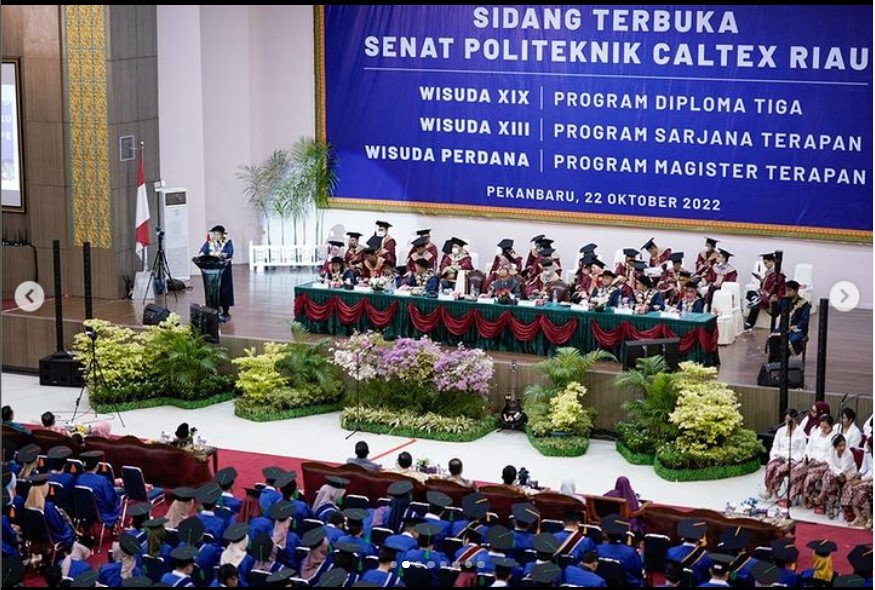 SIDANG TERBUKA
SENAT POLITEKNIK CALTEX RIAU
WISUDA XIX | PROGRAM DIPLOMA TIGA
WISUDA XIII | PROGRAM SARJANA TERAPAN
WISUDA PERDANA | PROGRAM MAGISTER TERAPAN
PEKANBARU, 22 OKTOBER 2022